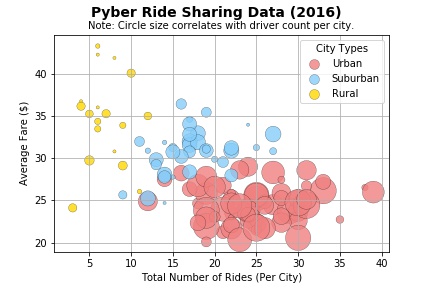 Pyber Ride Sharing Data (2016)
Note: Circle size correlates with driver count per city.
City Types
Urban
Suburban
Rural
Average Fare ($)
40
35
30
25
20
5
10
15
20
25
30
35
40
Total Number of Rides (Per City)